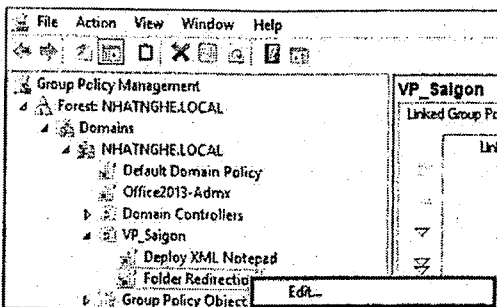 File Action View Window Help
Group Policy Management
Forest: NHATNGHE.LOCAL
Domains
NHATNGHE.LOCAL
Default Domain Policy
Office2013-Admx
Domain Controllers
VP_Saigon
Deploy XML Notepad
Folder Redirectio
Group Policy Object
Edit...
VP_Saigon
Linked Group Po
Lin